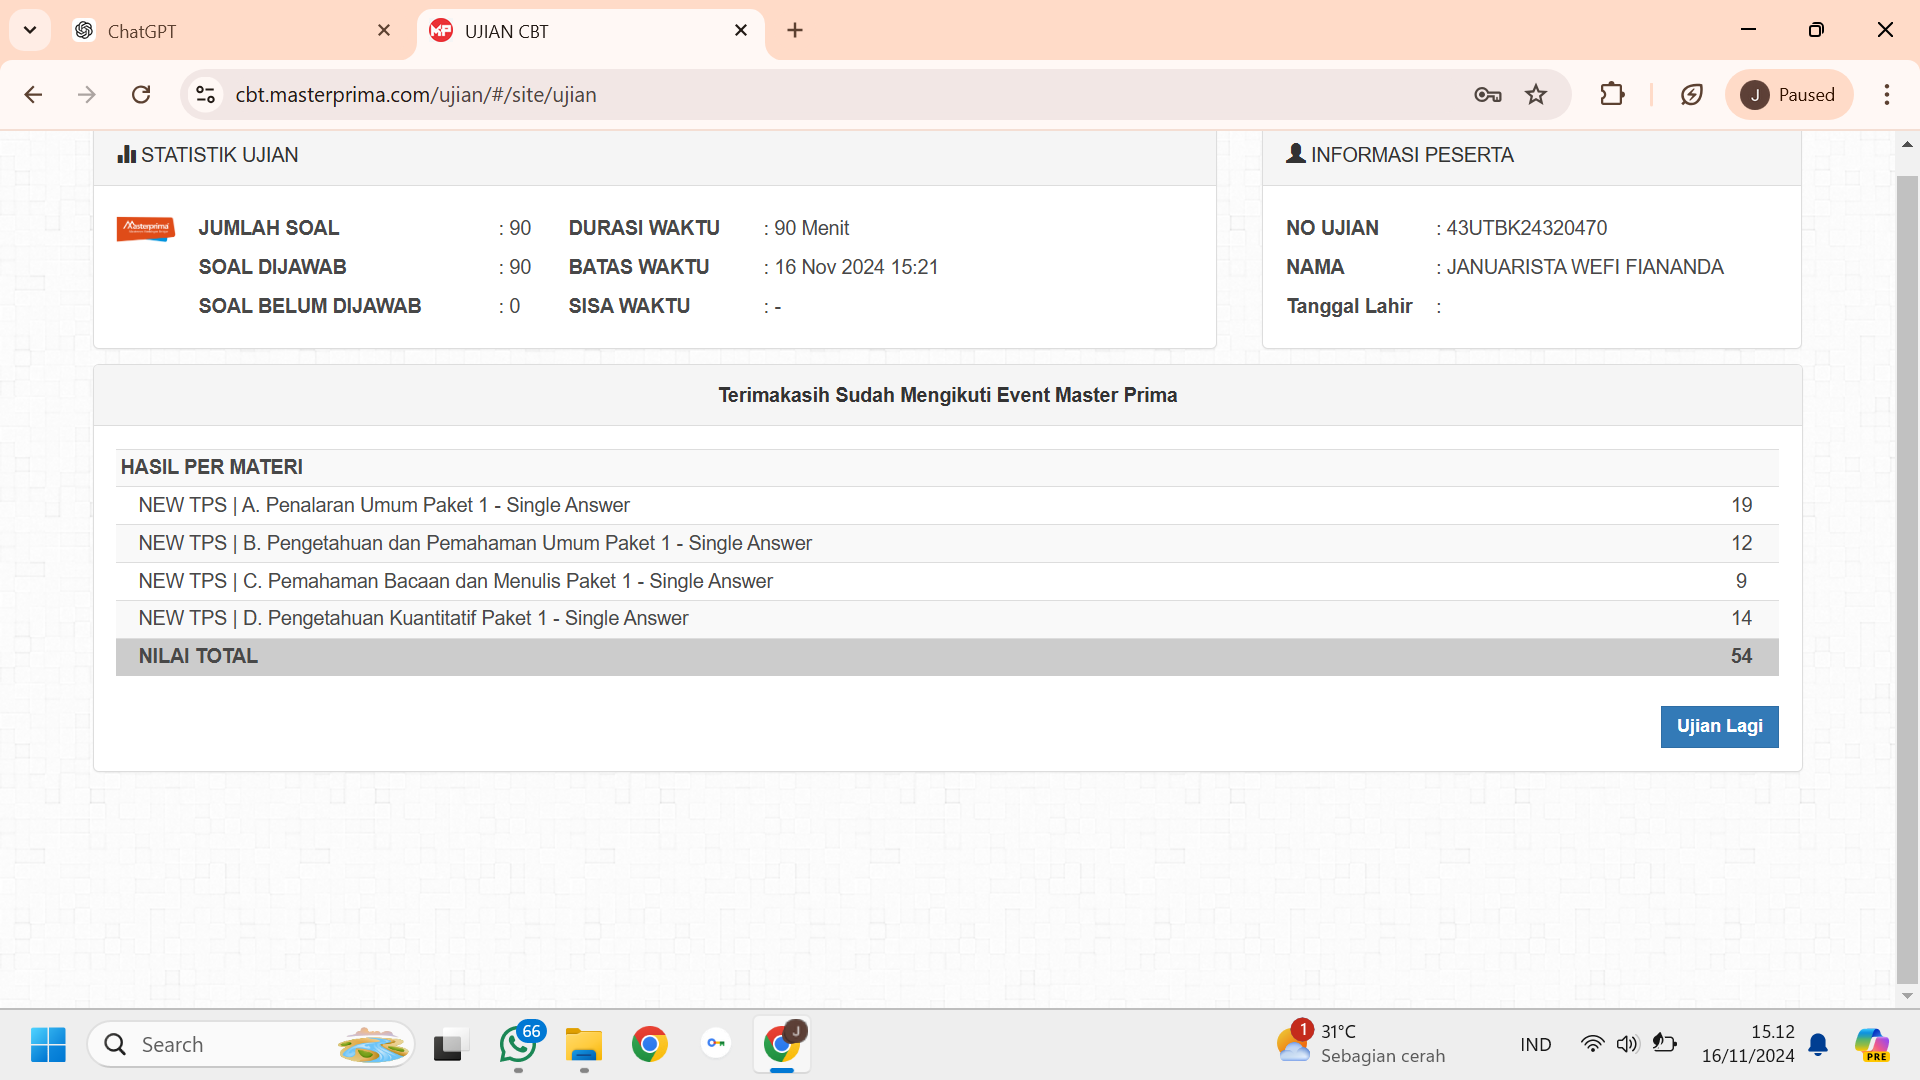 ChatGPT
UJIAN CBT
cbt.masterprima.com/ujian/#/site/ujian
J Paused
STATISTIK UJIAN
Masterprima
JUMLAH SOAL : 90 DURASI WAKTU : 90 Menit
SOAL DIJAWAB : 90 BATAS WAKTU : 16 Nov 2024 15:21
SOAL BELUM DIJAWAB : 0 SISA WAKTU : -
INFORMASI PESERTA
NO UJIAN : 43UTBK24320470
NAMA : JANUARISTA WEFI FIANANDA
Tanggal Lahir :
Terimakasih Sudah Mengikuti Event Master Prima
HASIL PER MATERI
NEW TPS | A. Penalaran Umum Paket 1 - Single Answer 19
NEW TPS | B. Pengetahuan dan Pemahaman Umum Paket 1 - Single Answer 12
NEW TPS | C. Pemahaman Bacaan dan Menulis Paket 1 - Single Answer 9
NEW TPS | D. Pengetahuan Kuantitatif Paket 1 - Single Answer 14
NILAI TOTAL 54
Ujian Lagi
Search
66
J
1
31°C
Sebagian cerah
IND
15.12
16/11/2024
PRE